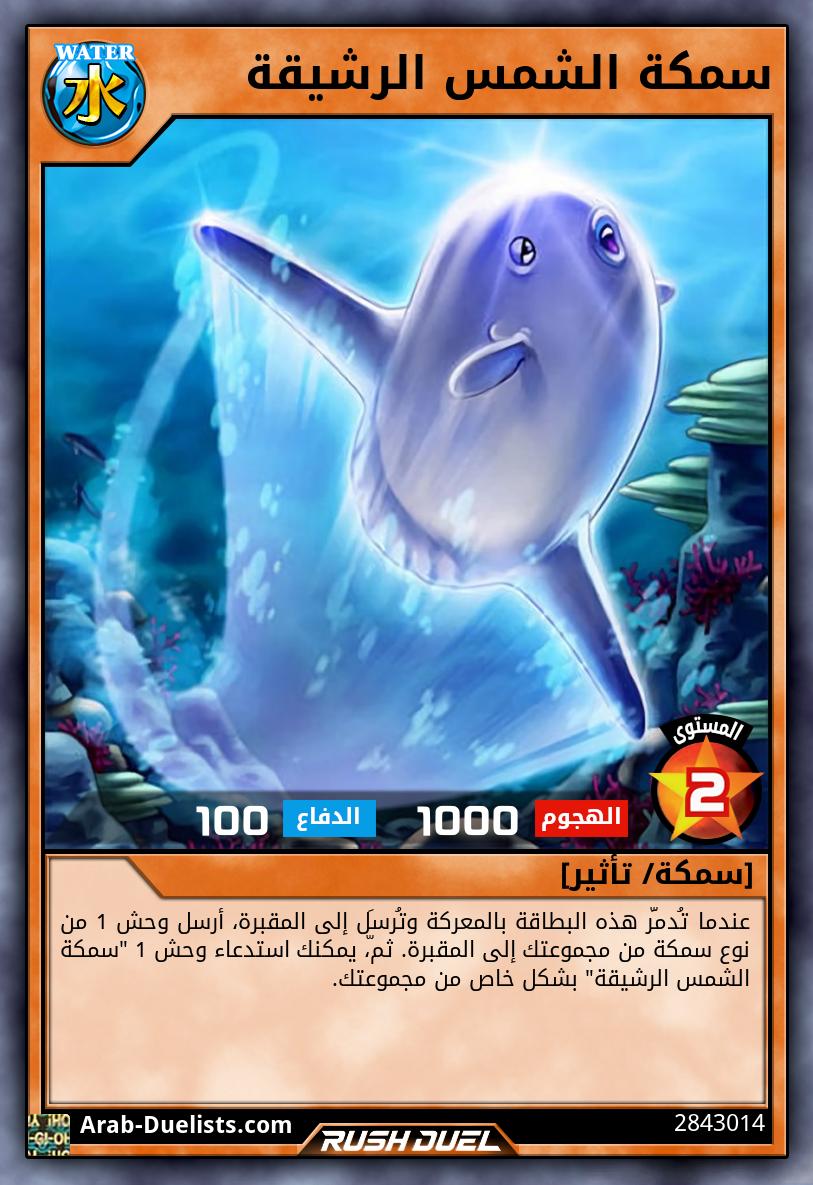 WATER
水
سمكة الشمس الرشيقة
المستوى
2
الهجوم 1000 الدفاع 100
[سمكة/ تأثير]
عندما تُدمرّ هذه البطاقة بالمعركة وتُرسلَ إلى المقبرة، أرسل وحش 1 من
نوع سمكة من مجموعتك إلى المقبرة. ثمّ، يمكنك استدعاء وحش 1 "سمكة
الشمس الرشيقة" بشكل خاص من مجموعتك.
Arab-Duelists.com
RUSH DUEL
2843014